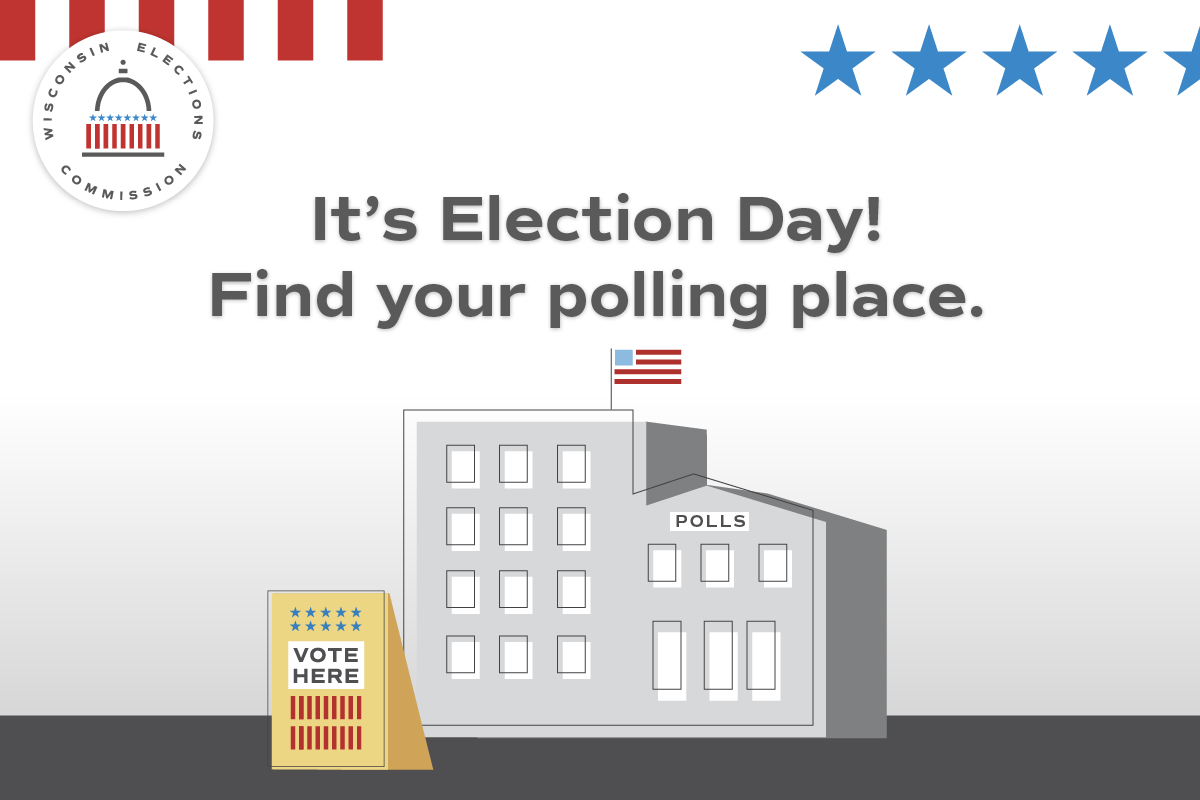 WISCONSIN ELECTIONS
COMMISSION
It’s Election Day!
Find your polling place.
POLLS
VOTE
HERE